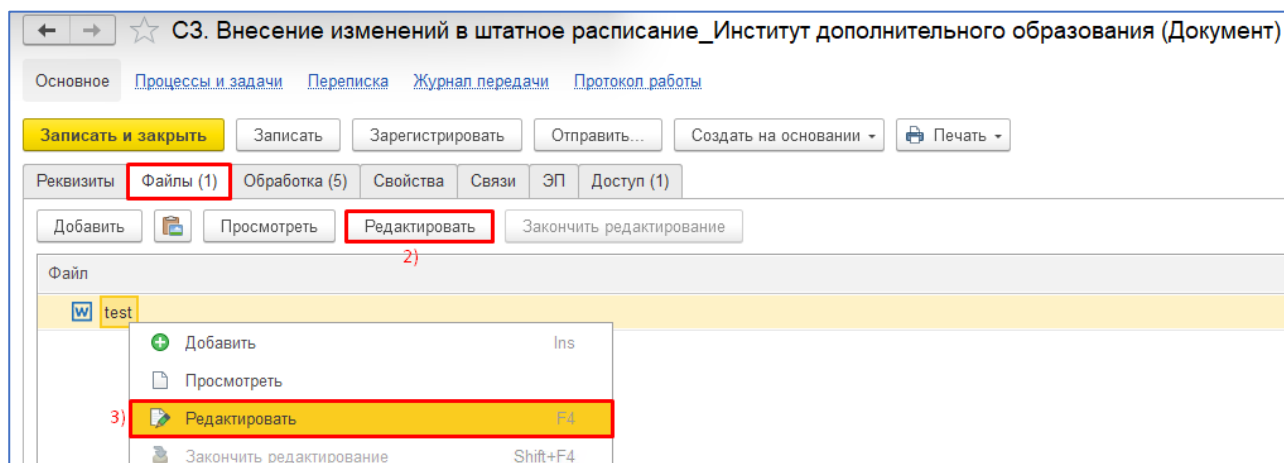 СЗ. Внесение изменений в штатное расписание_Институт дополнительного образования (Документ)
Основное Процессы и задачи Переписка Журнал передачи Протокол работы
Записать и закрыть Записать Зарегистрировать Отправить... Создать на основании Печать
Реквизиты Файлы (1) Обработка (5) Свойства Связи ЭП Доступ (1)
Добавить Просмотреть Редактировать Закончить редактирование
2)
Файл
W test
Добавить Ins
Просмотреть
3) Редактировать F4
Закончить редактирование Shift+F4